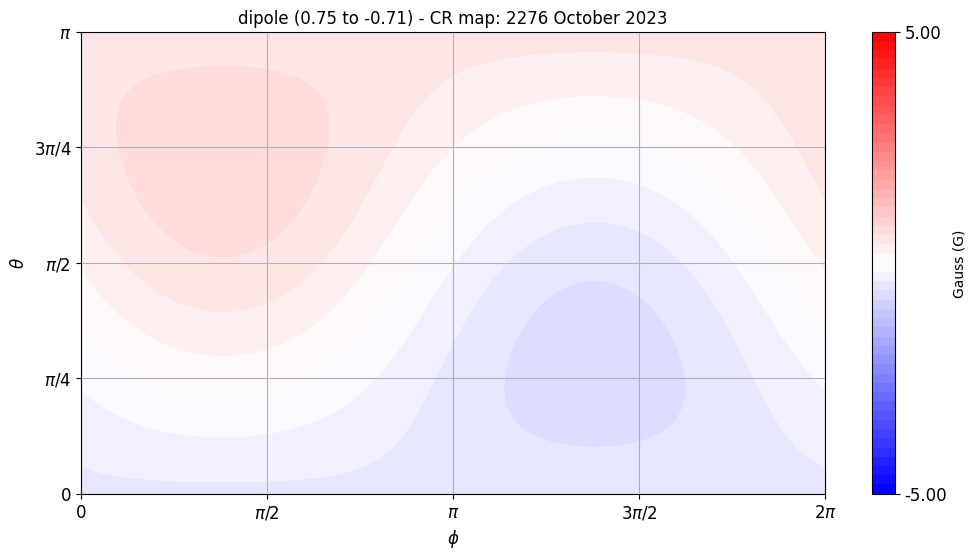 dipole (0.75 to -0.71) - CR map: 2276 October 2023
π
3π/4
π/2
π/4
0
θ
0
π/2
π
3π/2
2π
ϕ
5.00
-5.00
Gauss (G)